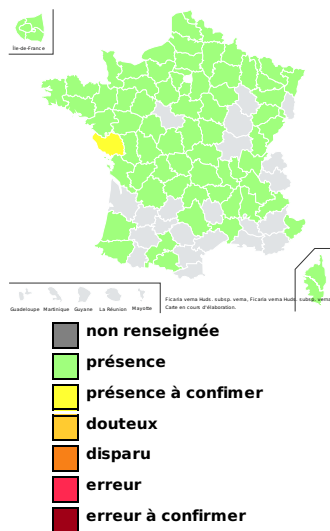 Île-de-France
Guadeloupe Martinique Guyane La Réunion Mayotte
Ficaria verna Huds. subsp. verna, Ficaria verna Huds. subsp. verna
Carte en cours d'élaboration.
non renseignée
présence
présence à confimer
douteux
disparu
erreur
erreur à confirmer